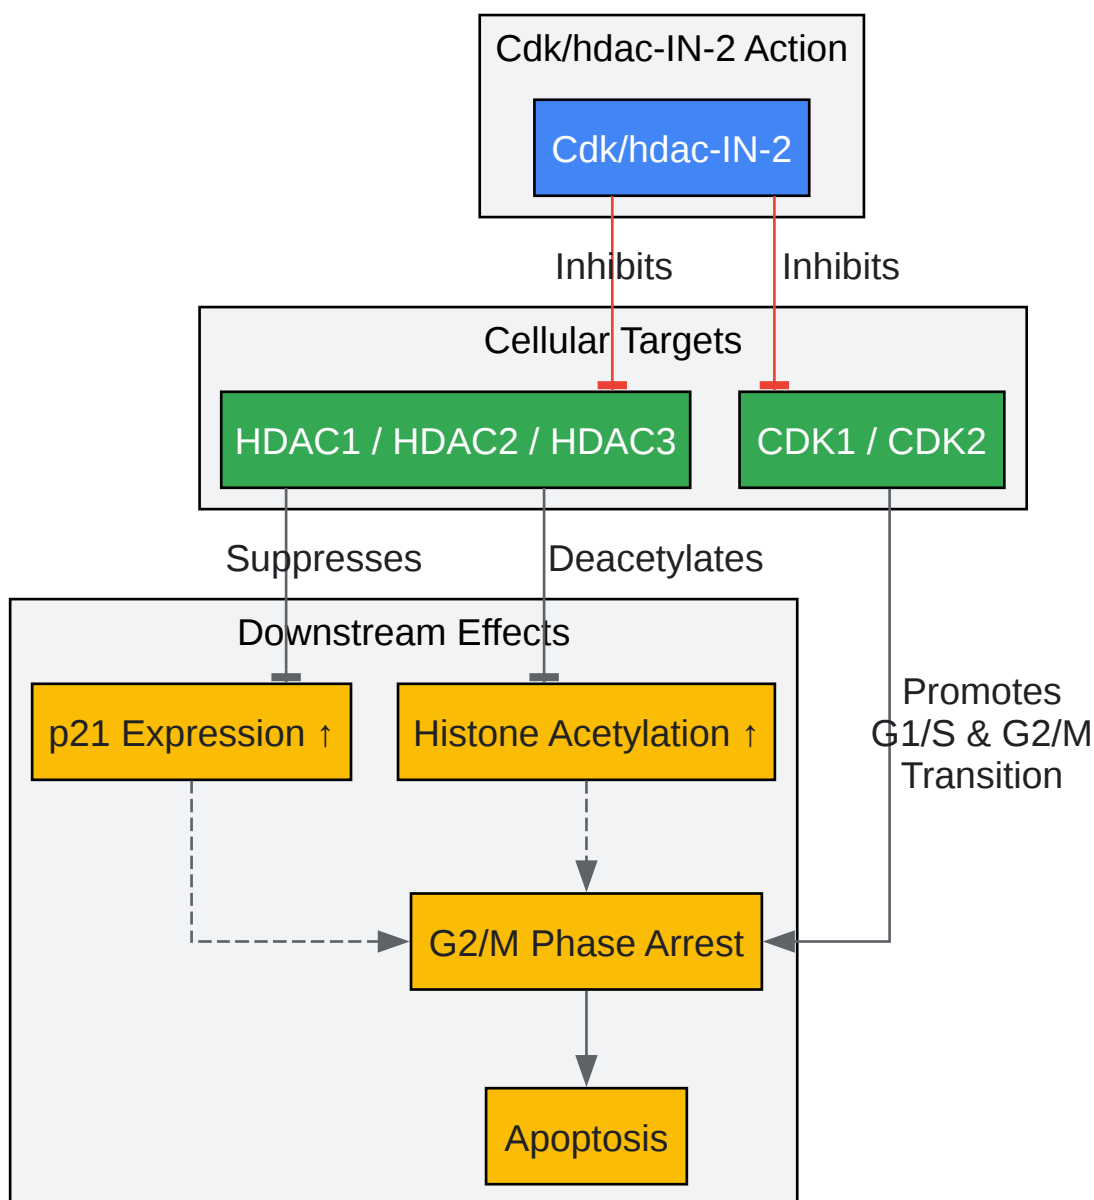 Cdk/hdac-IN-2 Action
Cdk/hdac-IN-2
Inhibits
Inhibits
Cellular Targets
HDAC1 / HDAC2 / HDAC3
CDK1 / CDK2
Suppresses
Deacetylates
Downstream Effects
p21 Expression ↑
Histone Acetylation ↑
Promotes
G1/S & G2/M
Transition
G2/M Phase Arrest
Apoptosis